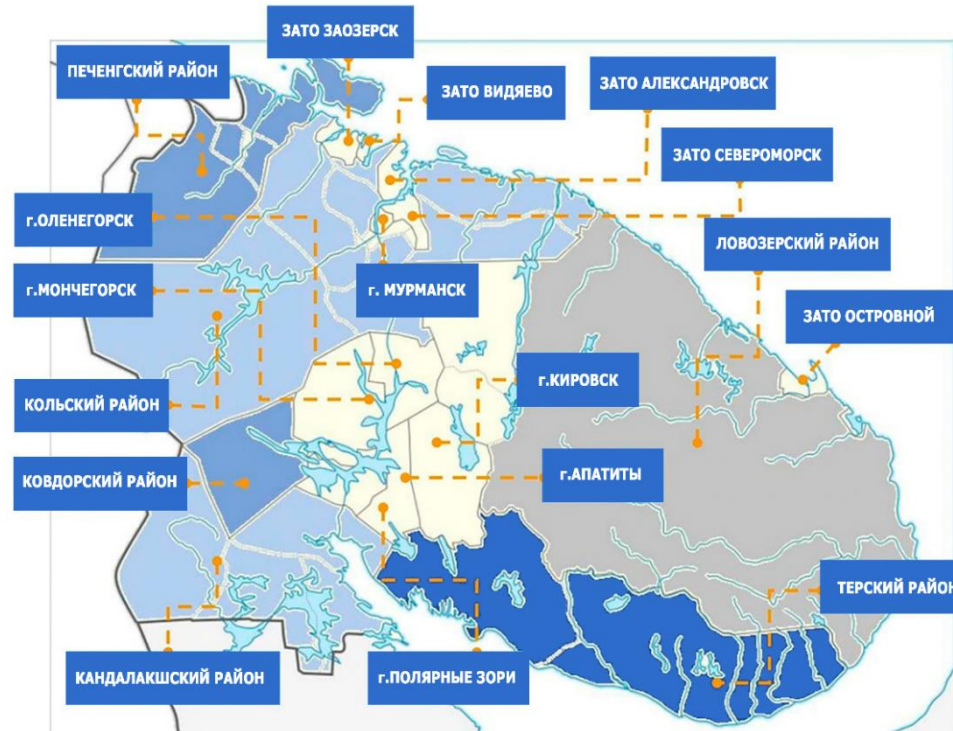 ЗАТО ЗАОЗЕРСК
ПЕЧЕНГСКИЙ РАЙОН
ЗАТО ВИДЯЕВО
ЗАТО АЛЕКСАНДРОВСК
ЗАТО СЕВЕРОМОРСК
г.ОЛЕНЕГОРСК
ЛОВОЗЕРСКИЙ РАЙОН
г.МОНЧЕГОРСК
г. МУРМАНСК
ЗАТО ОСТРОВНОЙ
г.КИРОВСК
КОЛЬСКИЙ РАЙОН
г.АПАТИТЫ
КОВДОРСКИЙ РАЙОН
ТЕРСКИЙ РАЙОН
КАНДАЛАКШСКИЙ РАЙОН
г.ПОЛЯРНЫЕ ЗОРИ